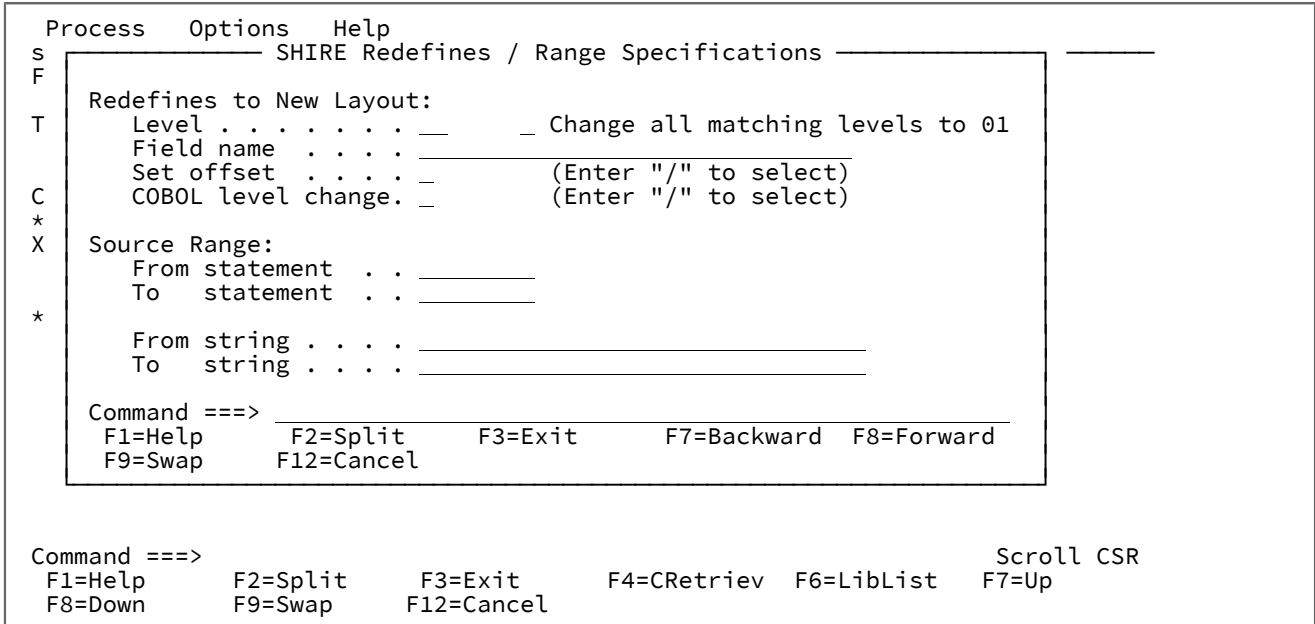 Process Options Help
s SHIRE Redefines / Range Specifications
F
Redefines to New Layout:
T Level . . . . . . . __ _ Change all matching levels to 01
Field name . . . .
Set offset . . . . _ (Enter "/" to select)
C COBOL level change. _ (Enter "/" to select)
*
X Source Range:
From statement . .
To statement . .
*
From string . . . .
To string . . . .
Command ===>
F1=Help F2=Split F3=Exit F7=Backward F8=Forward
F9=Swap F12=Cancel
Command ===> Scroll CSR
F1=Help F2=Split F3=Exit F4=CRetriev F6=LibList F7=Up
F8=Down F9=Swap F12=Cancel